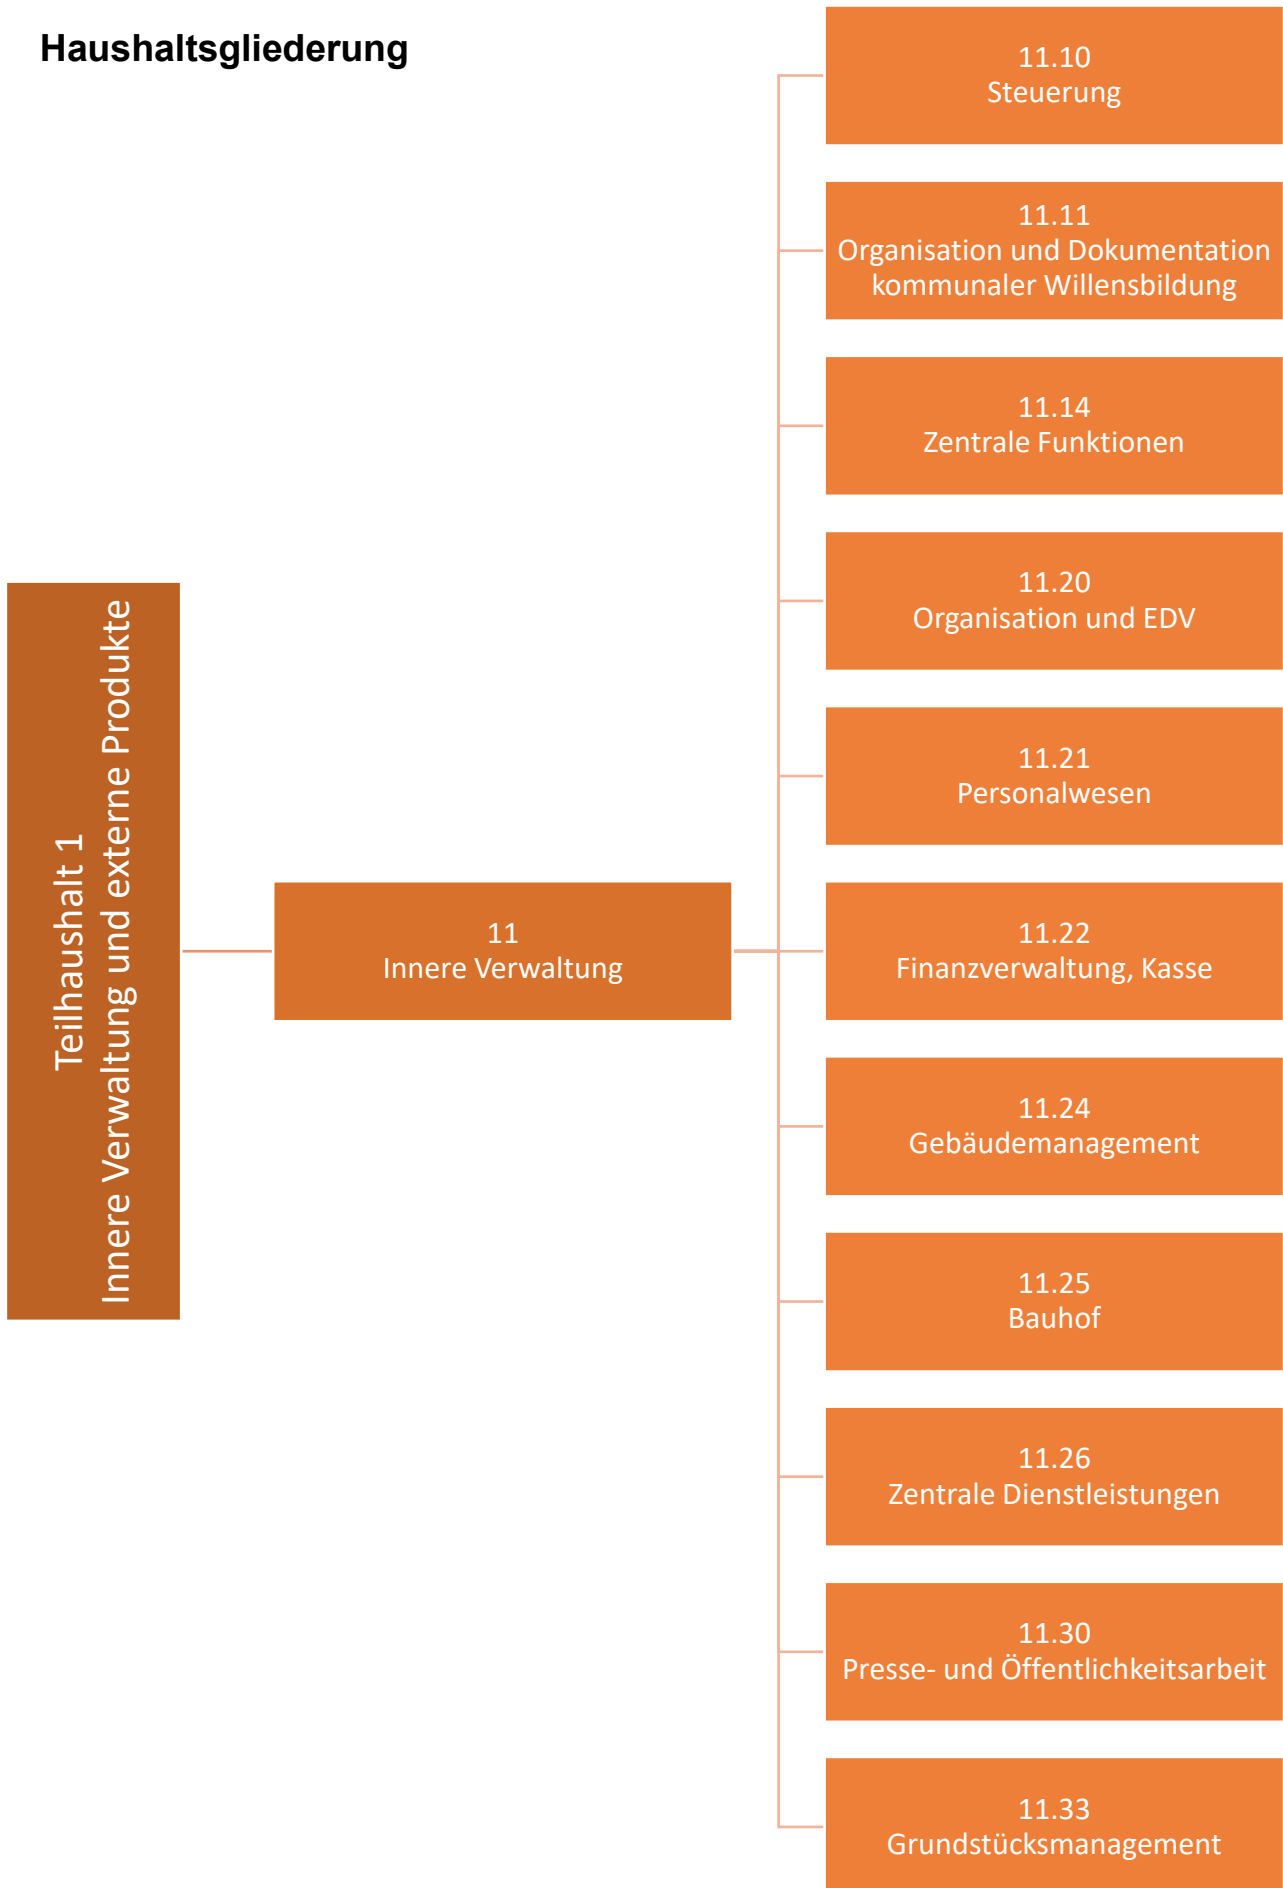 Haushaltsgliederung
Teilhaushalt 1
Innere Verwaltung und externe Produkte
11
Innere Verwaltung
11.10
Steuerung
11.11
Organisation und Dokumentation
kommunaler Willensbildung
11.14
Zentrale Funktionen
11.20
Organisation und EDV
11.21
Personalwesen
11.22
Finanzverwaltung, Kasse
11.24
Gebäudemanagement
11.25
Bauhof
11.26
Zentrale Dienstleistungen
11.30
Presse- und Öffentlichkeitsarbeit
11.33
Grundstücksmanagement